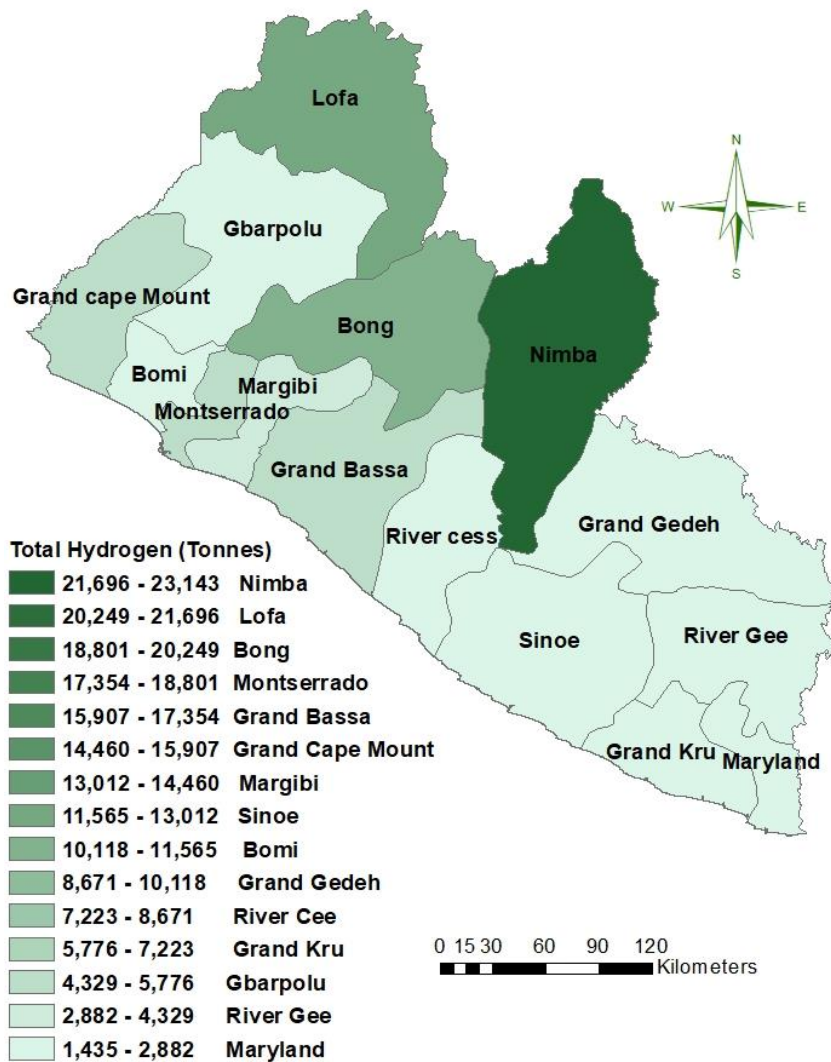 Lofa
N
W E
S
Gbarpolu
Grand cape Mount
Bong
Nimba
Bomi
Margibi
Montserrado
Grand Bassa
River cess
Grand Gedeh
Sinoe
River Gee
Grand Kru
Maryland
Total Hydrogen (Tonnes)
21,696 - 23,143 Nimba
20,249 - 21,696 Lofa
18,801 - 20,249 Bong
17,354 - 18,801 Montserrado
15,907 - 17,354 Grand Bassa
14,460 - 15,907 Grand Cape Mount
13,012 - 14,460 Margibi
11,565 - 13,012 Sinoe
10,118 - 11,565 Bomi
8,671 - 10,118 Grand Gedeh
7,223 - 8,671 River Cee
5,776 - 7,223 Grand Kru
4,329 - 5,776 Gbarpolu
2,882 - 4,329 River Gee
1,435 - 2,882 Maryland
0 15 30 60 90 120
Kilometers